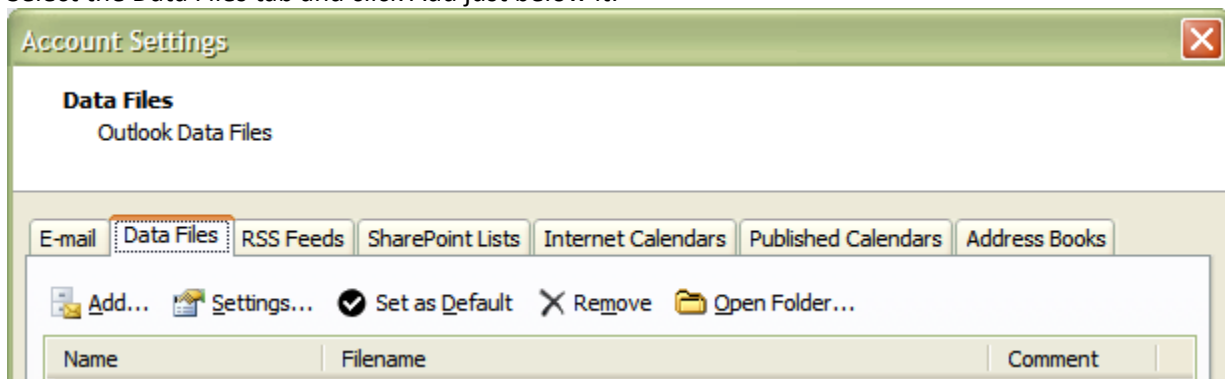 Select the Data Files tab and click Add just below it.
Account Settings
Data Files
Outlook Data Files
E-mail Data Files RSS Feeds SharePoint Lists Internet Calendars Published Calendars Address Books
Add... Settings... Set as Default Remove Open Folder...
Name Filename Comment